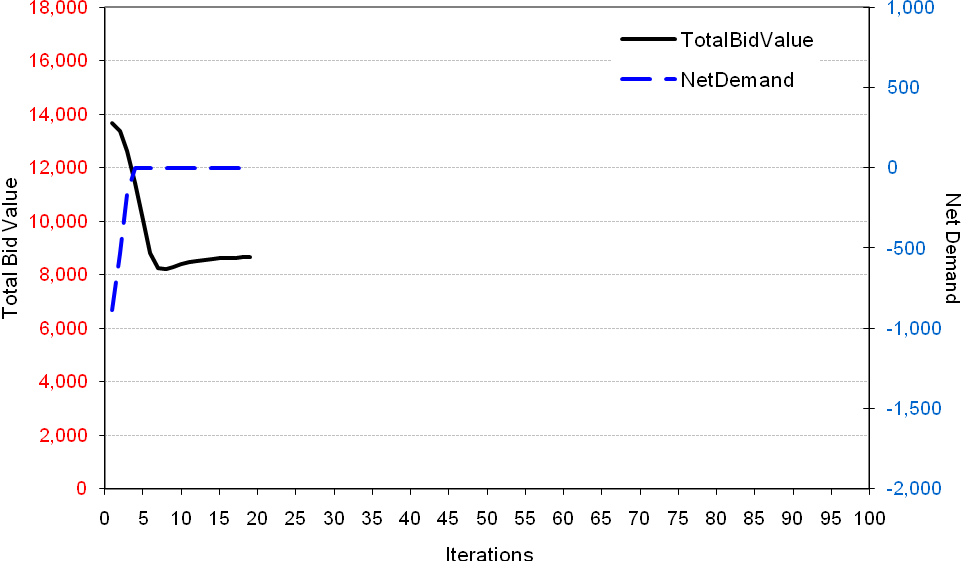 18,000
16,000
14,000
12,000
10,000
8,000
6,000
4,000
2,000
0
Total Bid Value
TotalBidValue
NetDemand
1,000
500
0
-500
-1,000
-1,500
-2,000
Net Demand
0 5 10 15 20 25 30 35 40 45 50 55 60 65 70 75 80 85 90 95 100
Iterations